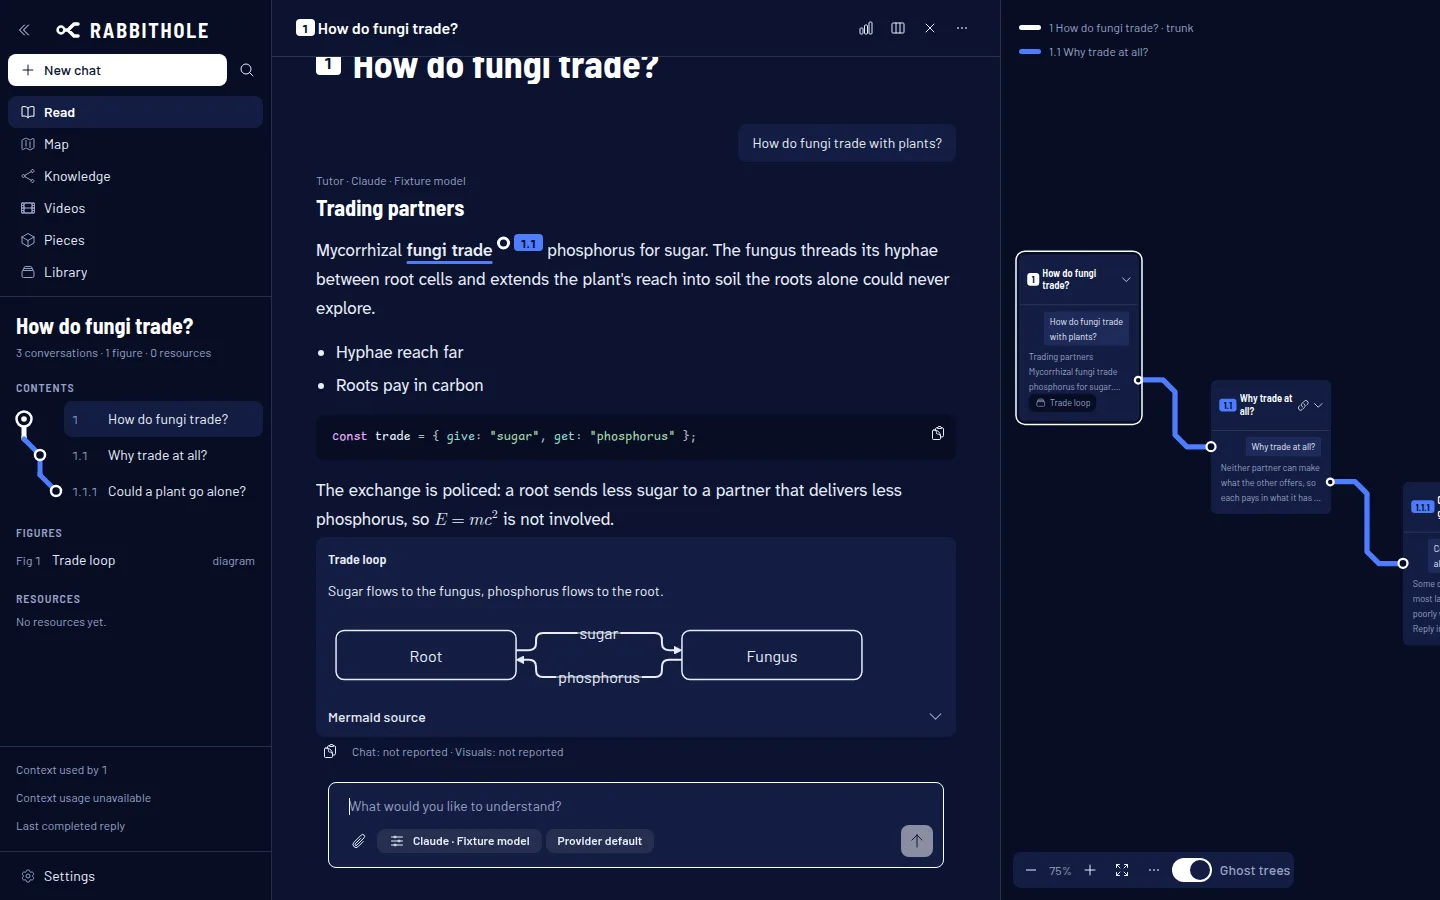 RABBITHOLE
New chat
Read
Map
Knowledge
Videos
Pieces
Library
How do fungi trade?
3 conversations · 1 figure · 0 resources
CONTENTS
1 How do fungi trade?
1.1 Why trade at all?
1.1.1 Could a plant go alone?
FIGURES
Fig 1 Trade loop diagram
RESOURCES
No resources yet.
Context used by 1
Context usage unavailable
Last completed reply
Settings
1 How do fungi trade?
1 How do fungi trade?
How do fungi trade with plants?
Tutor · Claude · Fixture model
Trading partners
Mycorrhizal fungi trade 1.1 phosphorus for sugar. The fungus threads its hyphae
between root cells and extends the plant's reach into soil the roots alone could never
explore.
• Hyphae reach far
• Roots pay in carbon
const trade = { give: "sugar", get: "phosphorus" };
The exchange is policed: a root sends less sugar to a partner that delivers less
phosphorus, so E = mc² is not involved.
Trade loop
Sugar flows to the fungus, phosphorus flows to the root.
sugar
Root
Fungus
phosphorus
Mermaid source
Chat: not reported · Visuals: not reported
What would you like to understand?
Claude · Fixture model
Provider default
1 How do fungi trade? · trunk
1.1 Why trade at all?
1 How do fungi
trade?
How do fungi trade
with plants?
Trading partners
Mycorrhizal fungi trade
phosphorus for sugar....
Trade loop
1.1 Why trade at
all?
Why trade at all?
Neither partner can make
what the other offers, so
each pays in what it has ...
1.1.1
Some
most la
poorly
Reply in
75%
Ghost trees